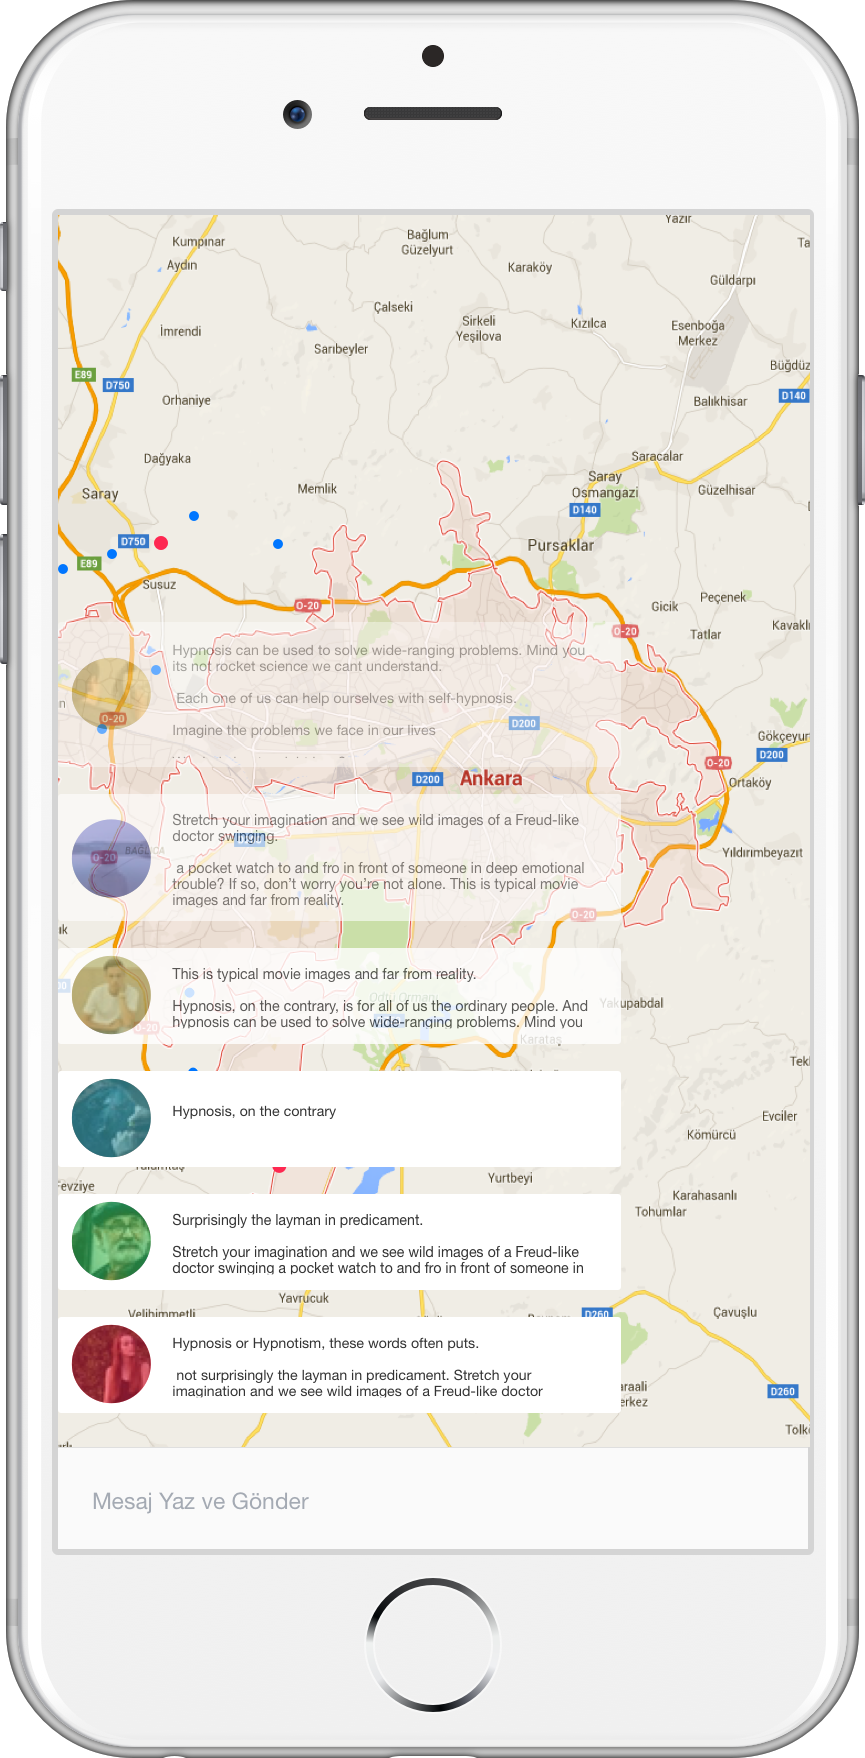 Yazır
Kumpınar
Bağlum
Güzelyurt
Aydın
Karaköy
Güldarpı
Çalseki
Sirkeli
Yeşilova
Kızılca
Esenboğa
Merkez
İmrendi
Sarıbeyler
Büğdüz
E89
D750
D140
Orhaniye
Balıkhisar
Dağyaka
Saracalar
Memlik
Saray
Osmangazi
Güzelhisar
Saray
D140
D750
Pursaklar
E89
Susuz
O-20
Peçenek
Gicik
Kavaklı
O-20
Tatlar
Hypnosis can be used to solve wide-ranging problems. Mind you
its not rocket science we cant understand.
Each one of us can help ourselves with self-hypnosis.
O-20
D200
Imagine the problems we face in our lives
Gökçeyur
D200
O-20
D200
Ankara
Ortaköy
Stretch your imagination and we see wild images of a Freud-like
doctor swinging.
BAĞLICA
O-20
Yıldırımbeyazıt
a pocket watch to and fro in front of someone in deep emotional
trouble? If so, don't worry you're not alone. This is typical movie
images and far from reality.
O-20
This is typical movie images and far from reality.
Odtü Ormanı
Yakupabdal
Hypnosis, on the contrary, is for all of us the ordinary people. And
hypnosis can be used to solve wide-ranging problems. Mind you
O-20
Karataş
Hypnosis, on the contrary
Evciler
Kömürcü
Yurtbeyi
Karahasanlı
Tohumlar
Surprisingly the layman in predicament.
Stretch your imagination and we see wild images of a Freud-like
doctor swinging a pocket watch to and fro in front of someone in
Yavrucuk
Velihimmetli
D260
Çavuşlu
Hypnosis or Hypnotism, these words often puts.
not surprisingly the layman in predicament. Stretch your
imagination and we see wild images of a Freud-like doctor
D260
Mesaj Yaz ve Gönder